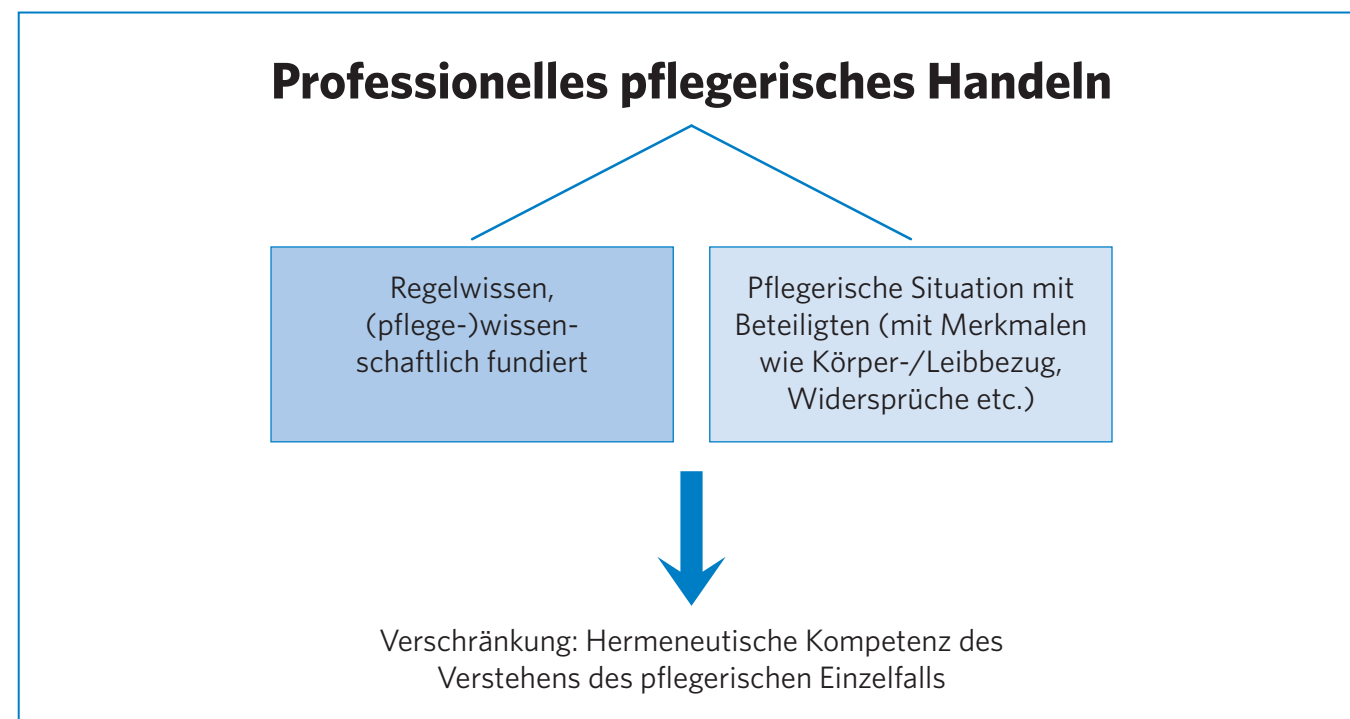 Professionelles pflegerisches Handeln
Regelwissen,
(pflege-)wissen-
schaftlich fundiert
Pflegerische Situation mit
Beteiligten (mit Merkmalen
wie Körper-/Leibbezug,
Widersprüche etc.)
Verschränkung: Hermeneutische Kompetenz des
Verstehens des pflegerischen Einzelfalls